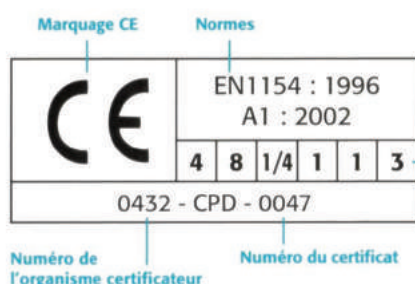 Marquage CE Normes
CE
EN1154 : 1996
A1 : 2002
4 8 1/4 1 1 3
0432 - CPD - 0047
Numéro de
l'organisme certificateur
Numéro du certificat